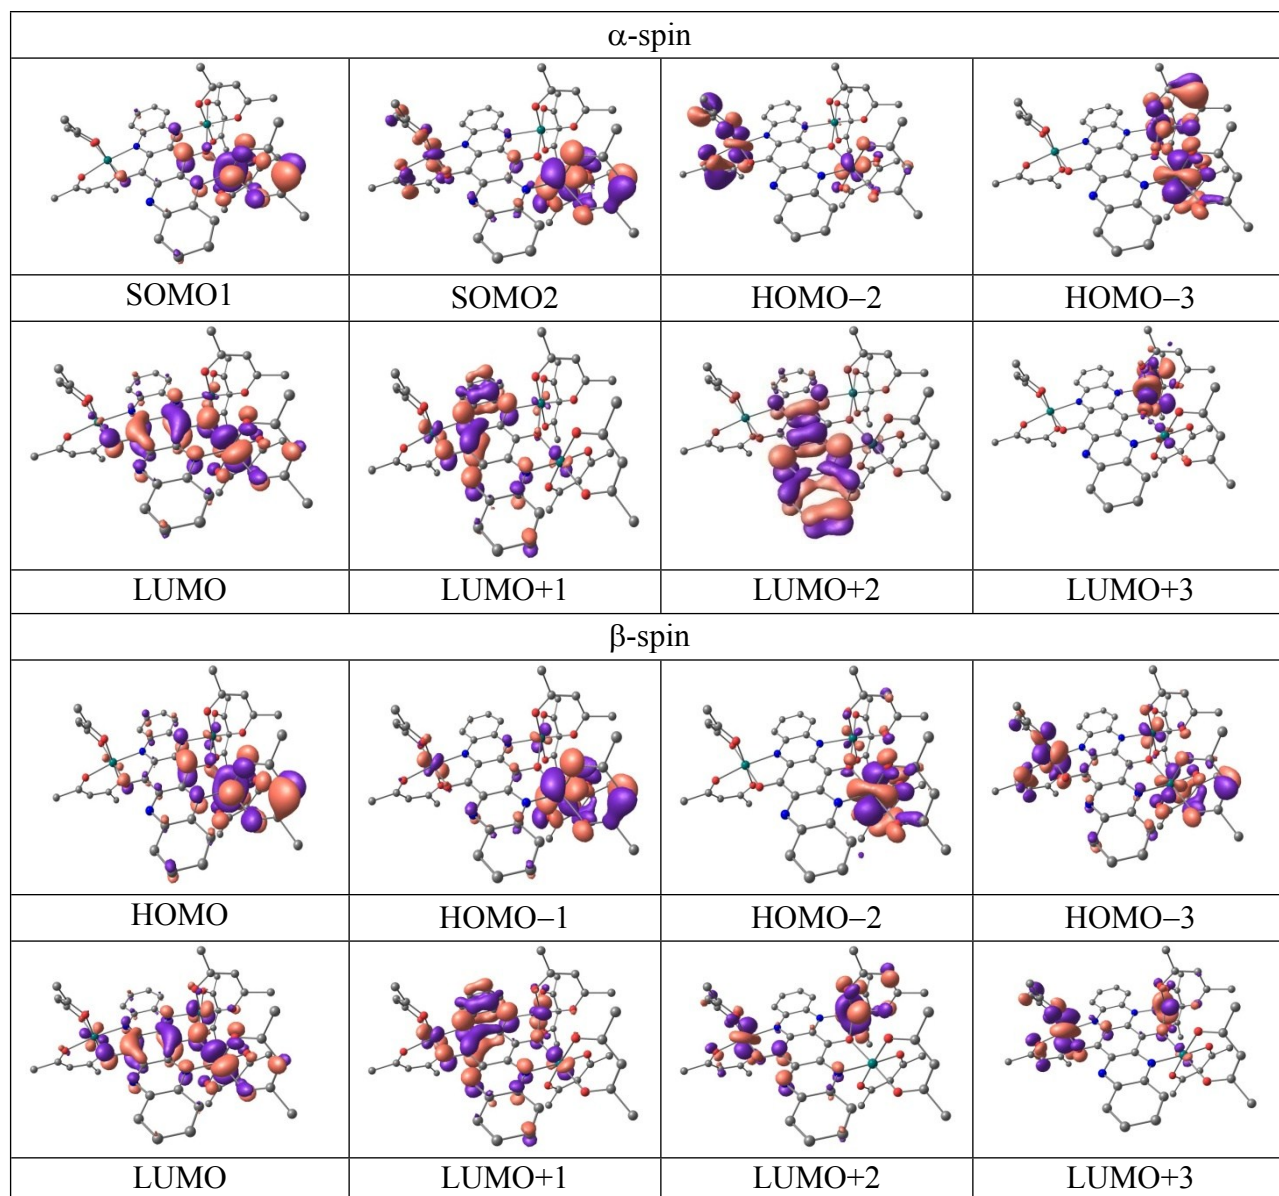 α-spin
SOMO1 SOMO2 HOMO−2 HOMO−3
LUMO LUMO+1 LUMO+2 LUMO+3
β-spin
HOMO HOMO−1 HOMO−2 HOMO−3
LUMO LUMO+1 LUMO+2 LUMO+3